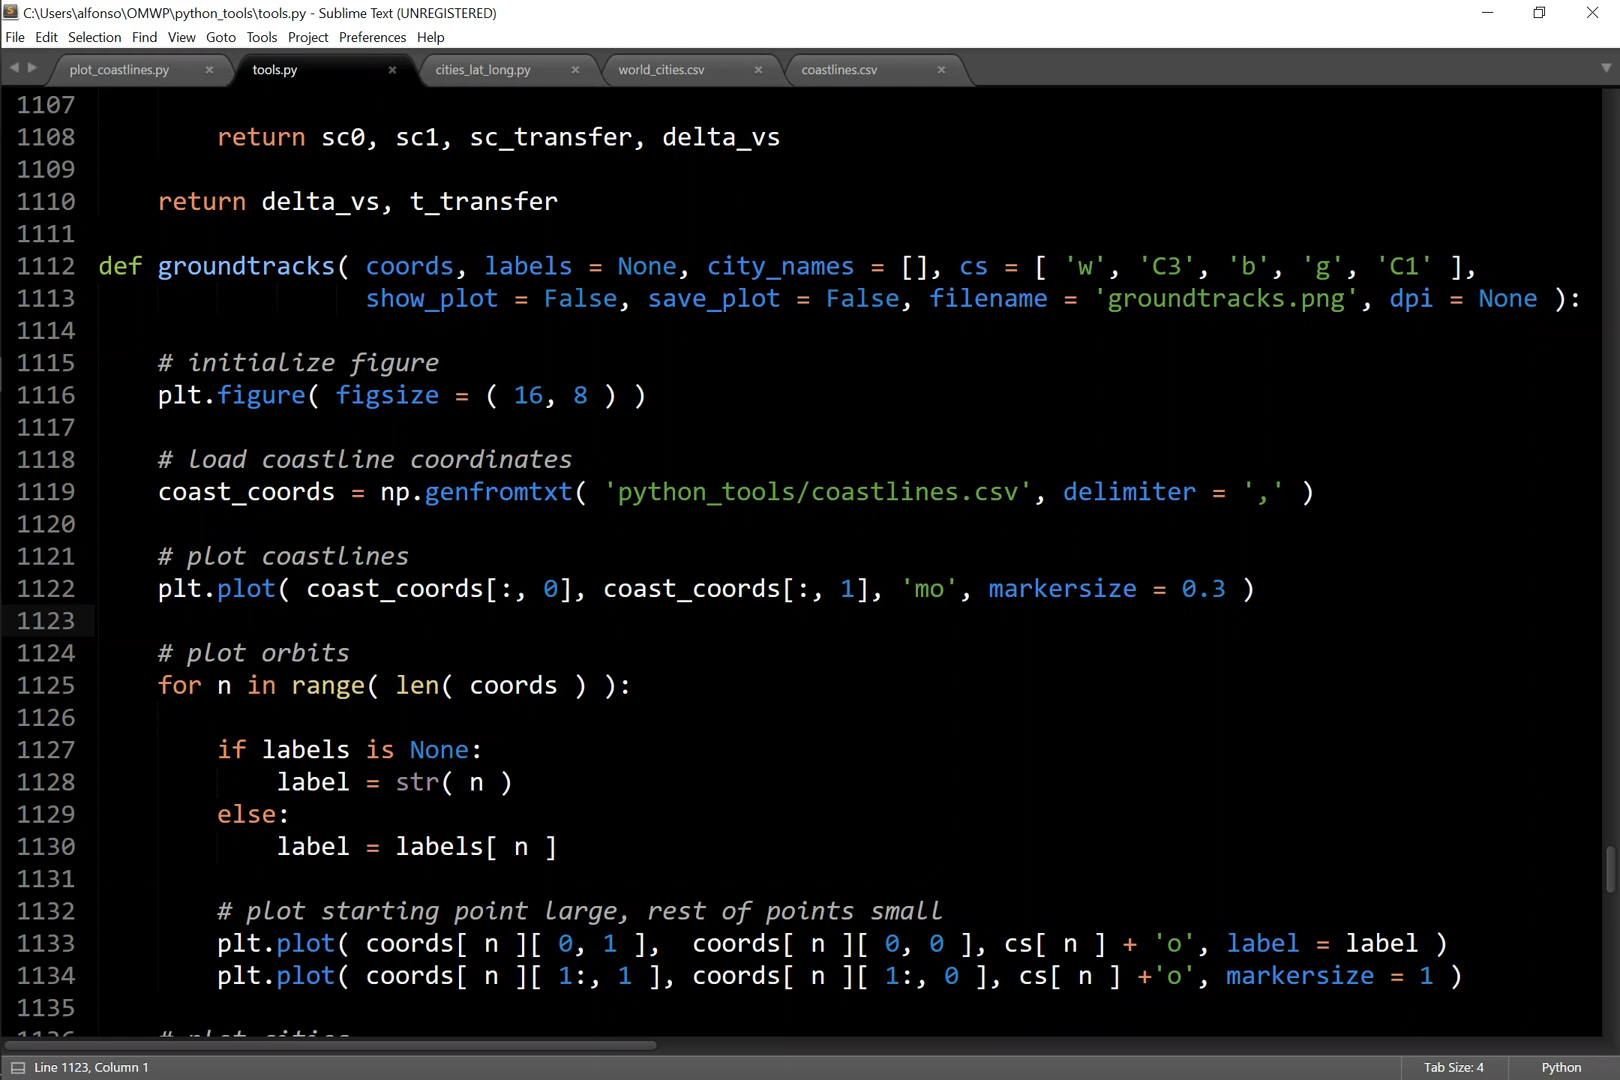 C:\Users\alfonso\OMWP\python_tools\tools.py - Sublime Text (UNREGISTERED)
File Edit Selection Find View Goto Tools Project Preferences Help
plot_coastlines.py tools.py cities_lat_long.py world_cities.csv coastlines.csv
1107
1108 return sc0, sc1, sc_transfer, delta_vs
1109
1110 return delta_vs, t_transfer
1111
1112 def groundtracks( coords, labels = None, city_names = [], cs = [ 'w', 'C3', 'b', 'g', 'C1' ],
1113 show_plot = False, save_plot = False, filename = 'groundtracks.png', dpi = None ):
1114
1115 # initialize figure
1116 plt.figure( figsize = ( 16, 8 ) )
1117
1118 # load coastline coordinates
1119 coast_coords = np.genfromtxt( 'python_tools/coastlines.csv', delimiter = ',' )
1120
1121 # plot coastlines
1122 plt.plot( coast_coords[:, 0], coast_coords[:, 1], 'mo', markersize = 0.3 )
1123
1124 # plot orbits
1125 for n in range( len( coords ) ):
1126
1127 if labels is None:
1128 label = str( n )
1129 else:
1130 label = labels[ n ]
1131
1132 # plot starting point large, rest of points small
1133 plt.plot( coords[ n ][ 0, 1 ],  coords[ n ][ 0, 0 ], cs[ n ] + 'o', label = label )
1134 plt.plot( coords[ n ][ 1:, 1 ], coords[ n ][ 1:, 0 ], cs[ n ] +'o', markersize = 1 )
1135
1136 # plot cities
Line 1123, Column 1 Tab Size: 4 Python